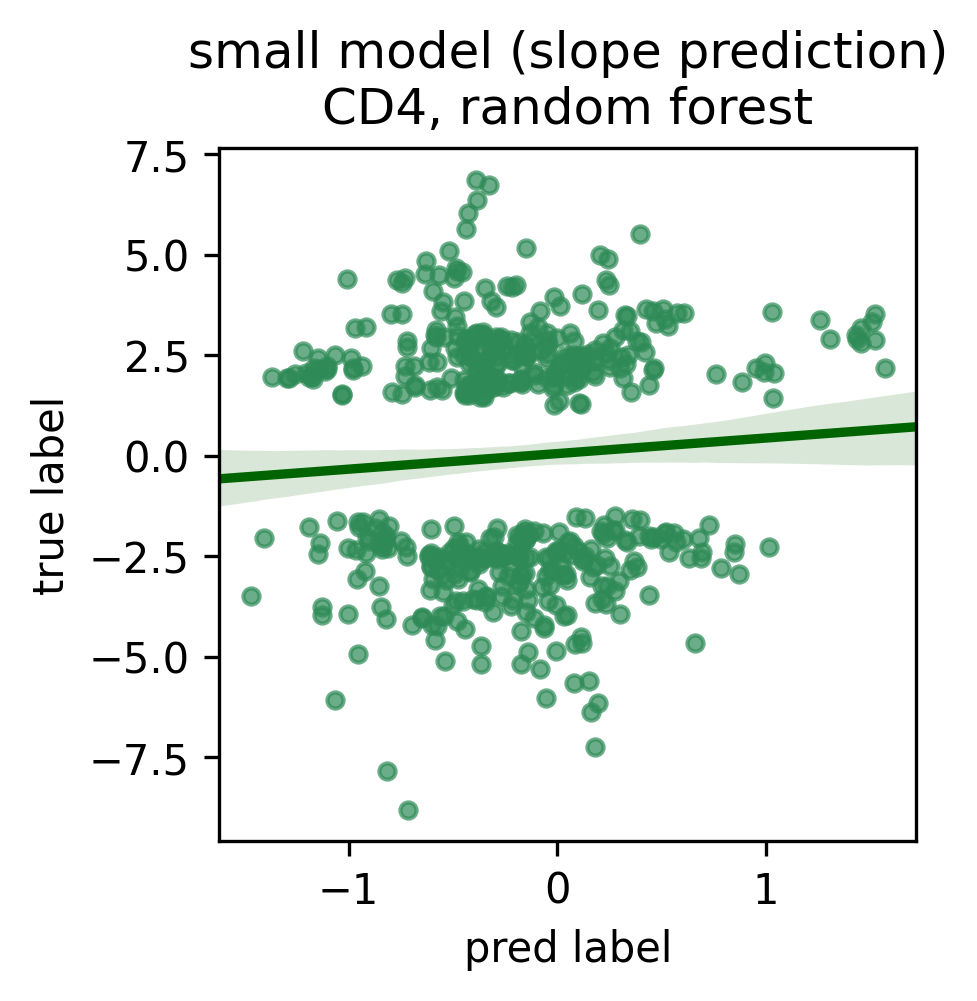 small model (slope prediction)
CD4, random forest
7.5
5.0
2.5
0.0
−2.5
−5.0
−7.5
true label
−1
0
1
pred label